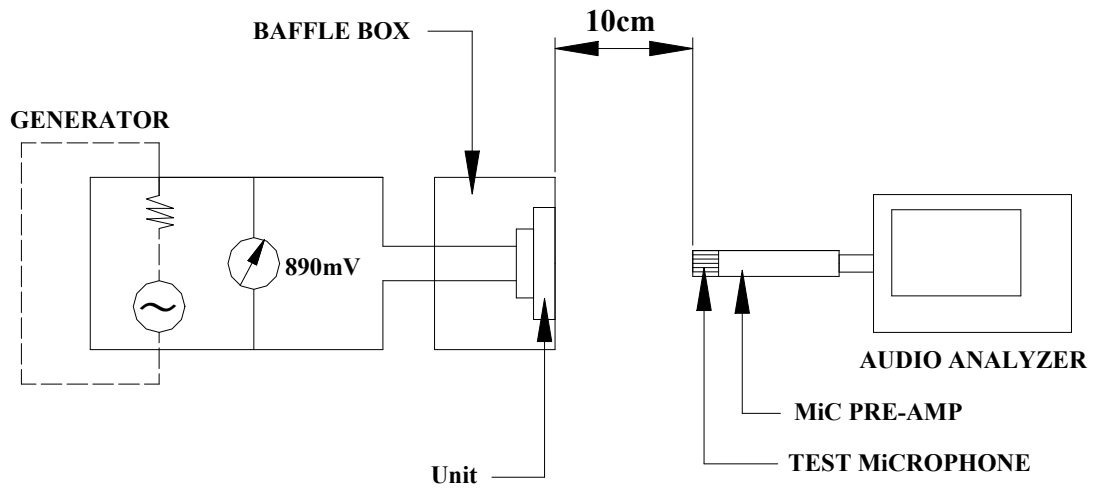 10cm
BAFFLE BOX
GENERATOR
890mV
AUDIO ANALYZER
MiC PRE-AMP
TEST MiCROPHONE
Unit